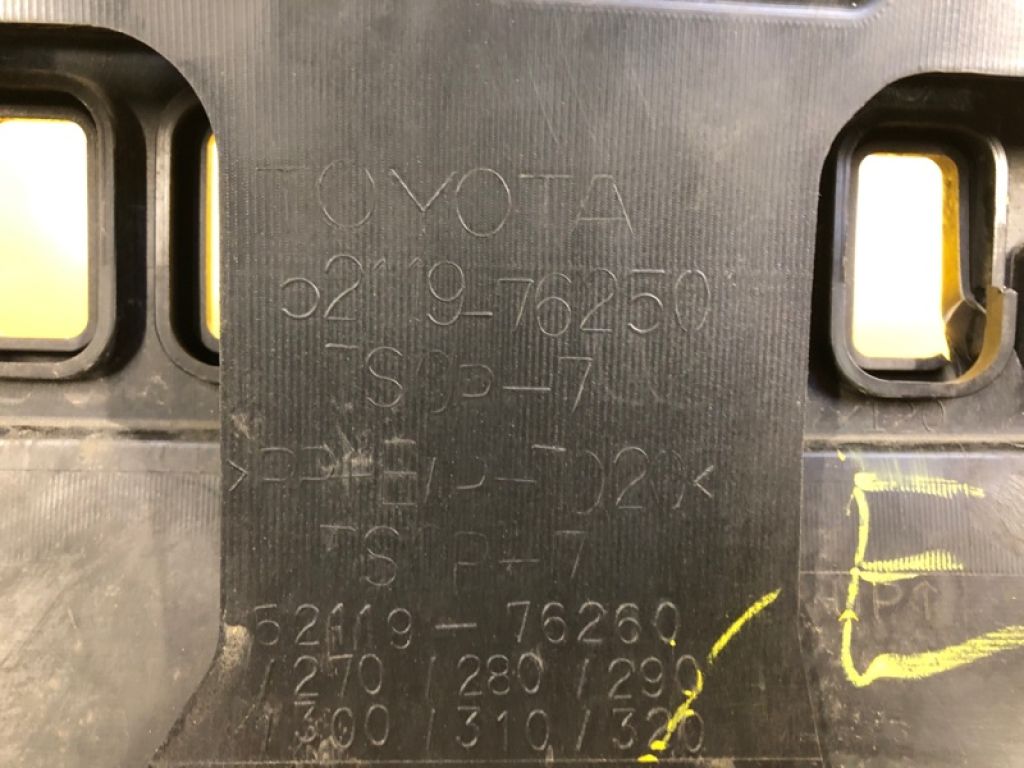 TOYOTA
52119-76250
TSOP-7
>PP+E/P-TD20<
TSOP-7
52119-76260
/270/280/290
/300/310/320